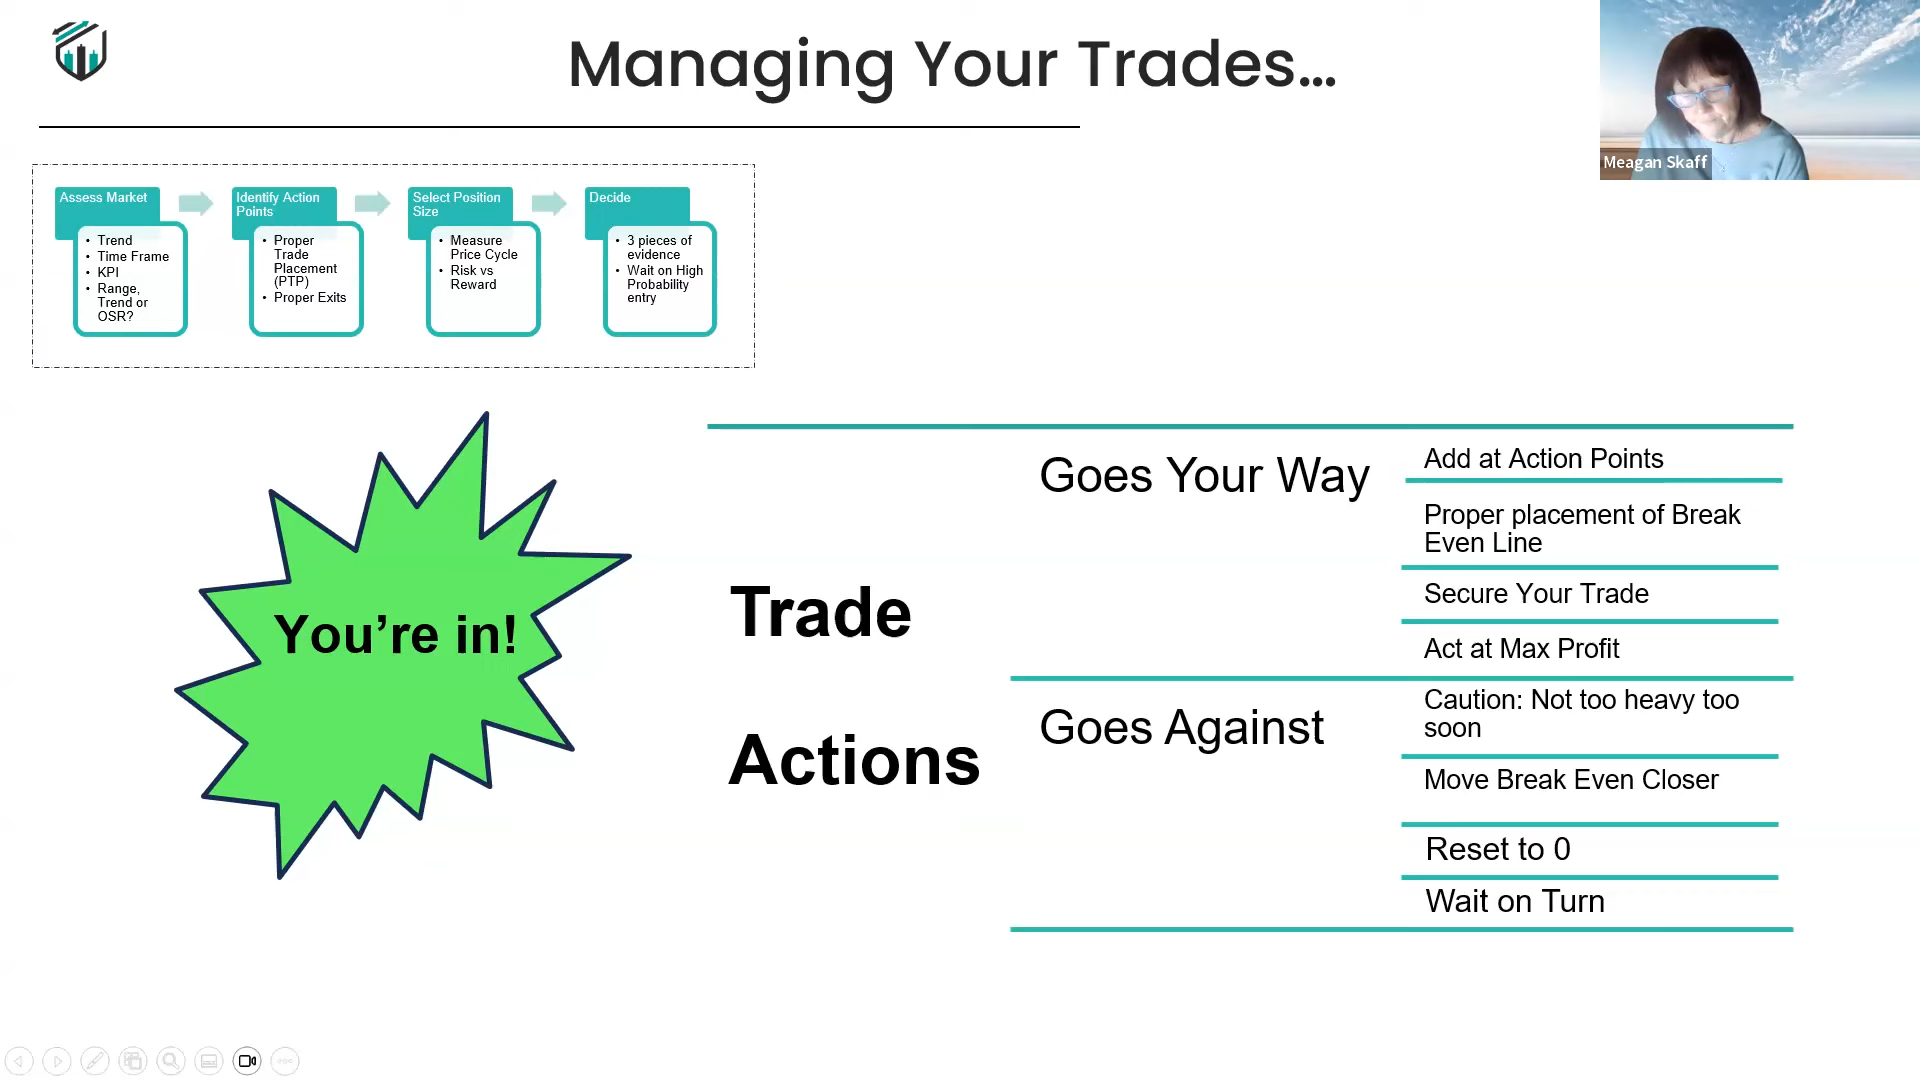 Managing Your Trades...
Meagan Skaff
Assess Market
• Trend
• Time Frame
• KPI
• Range,
Trend or
OSR?
Identify Action
Points
• Proper
Trade
Placement
(PTP)
• Proper Exits
Select Position
Size
• Measure
Price Cycle
• Risk vs
Reward
Decide
• 3 pieces of
evidence
• Wait on High
Probability
entry
You’re in!
Trade
Actions
Goes Your Way
Add at Action Points
Proper placement of Break
Even Line
Secure Your Trade
Act at Max Profit
Goes Against
Caution: Not too heavy too
soon
Move Break Even Closer
Reset to 0
Wait on Turn